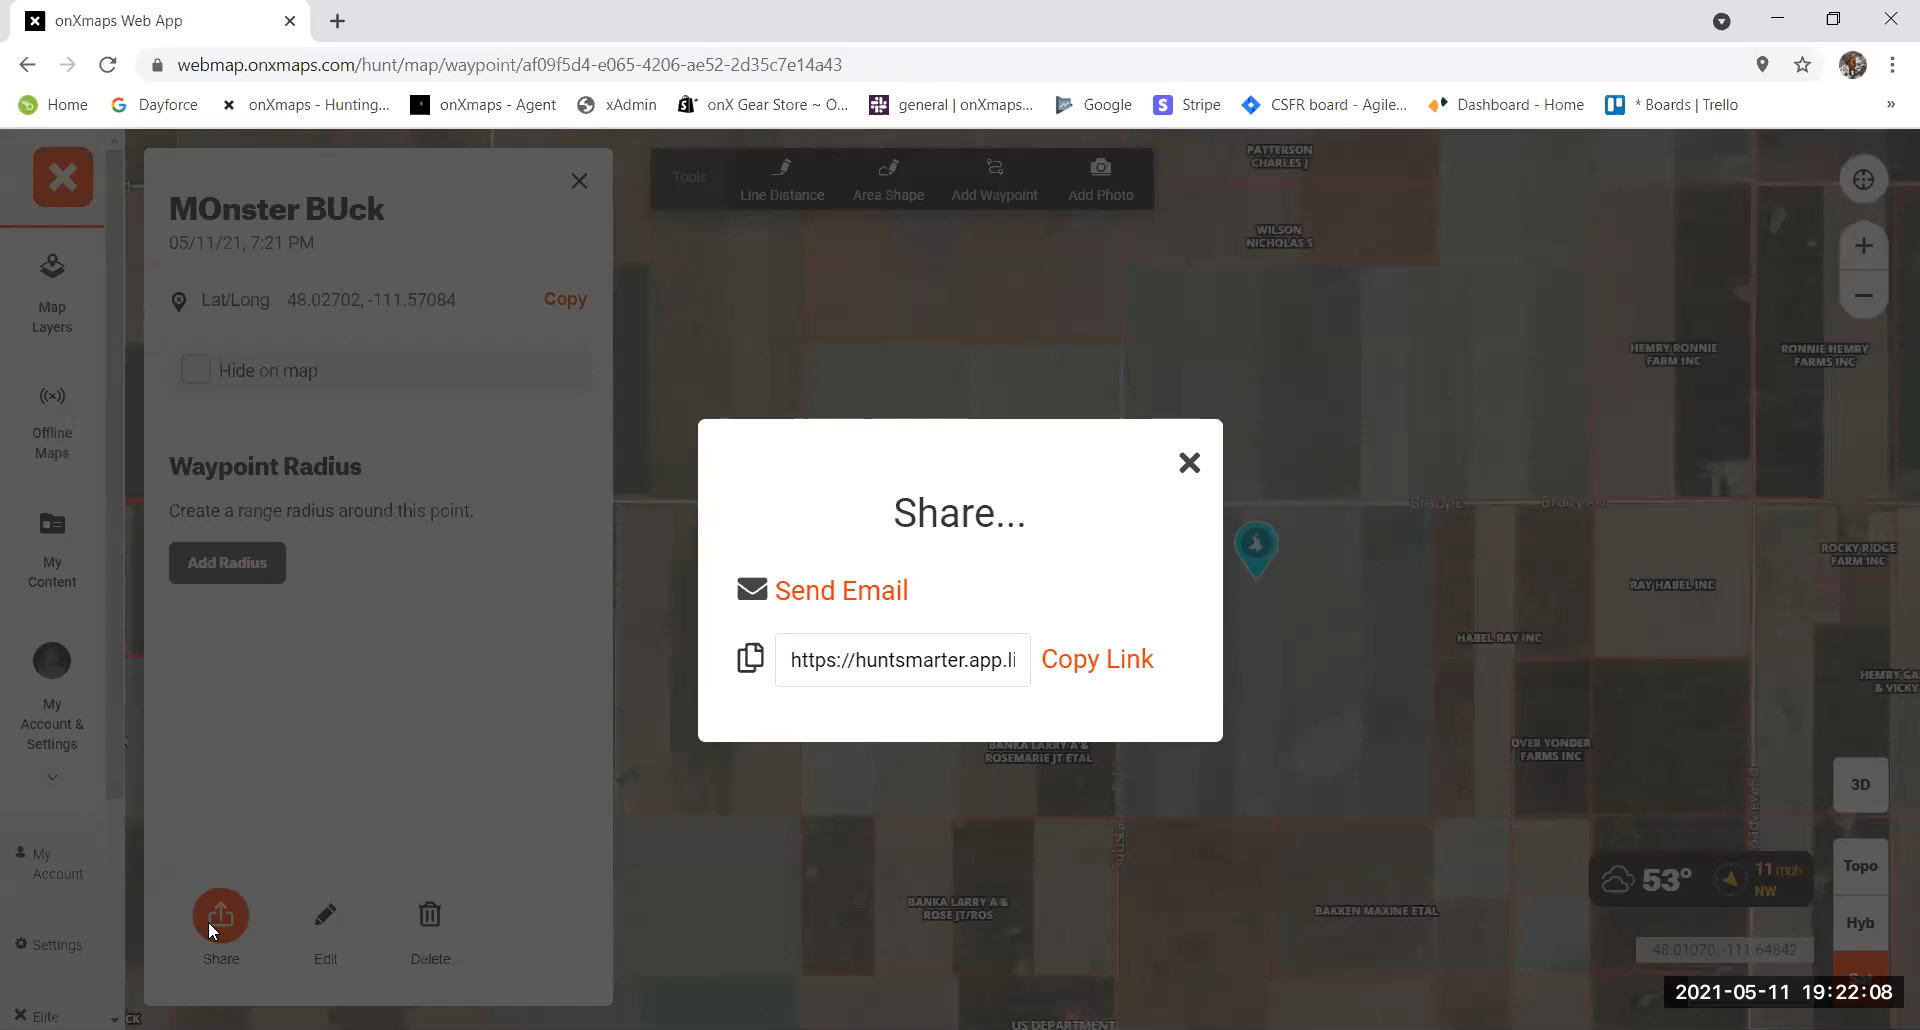 onXmaps Web App
webmap.onxmaps.com/hunt/map/waypoint/af09f5d4-e065-4206-ae52-2d35c7e14a43
Home
Dayforce
onXmaps - Hunting...
onXmaps - Agent
xAdmin
onX Gear Store ~ O...
general | onXmaps...
Google
Stripe
CSFR board - Agile...
Dashboard - Home
* Boards | Trello
»
Map
Layers
Offline
Maps
My
Content
My
Account &
Settings
My
Account
Settings
Elite
MOnster BUck
05/11/21, 7:21 PM
Lat/Long 48.02702, -111.57084
Copy
Hide on map
Waypoint Radius
Create a range radius around this point.
Add Radius
Share
Edit
Delete
Tools
Line Distance
Area Shape
Add Waypoint
Add Photo
PATTERSON
CHARLES J
WILSON
NICHOLAS S
HEMRY RONNIE
FARM INC
RONNIE HEMRY
FARMS INC
Share...
Send Email
https://huntsmarter.app.li
Copy Link
Brady E
Brady Rd
ROCKY RIDGE
FARM INC
RAY HABEL INC
HABEL RAY INC
HEMRY GA
& VICKY
OVER YONDER
FARMS INC
BANKA LARRY A &
ROSEMARIE JT ETAL
BANKA LARRY A &
ROSE JT/ROS
BAKKEN MAXINE ETAL
US DEPARTMENT
CK
3D
Topo
Hyb
53°
11 mph
NW
48.01070, -111.64842
2021-05-11 19:22:08